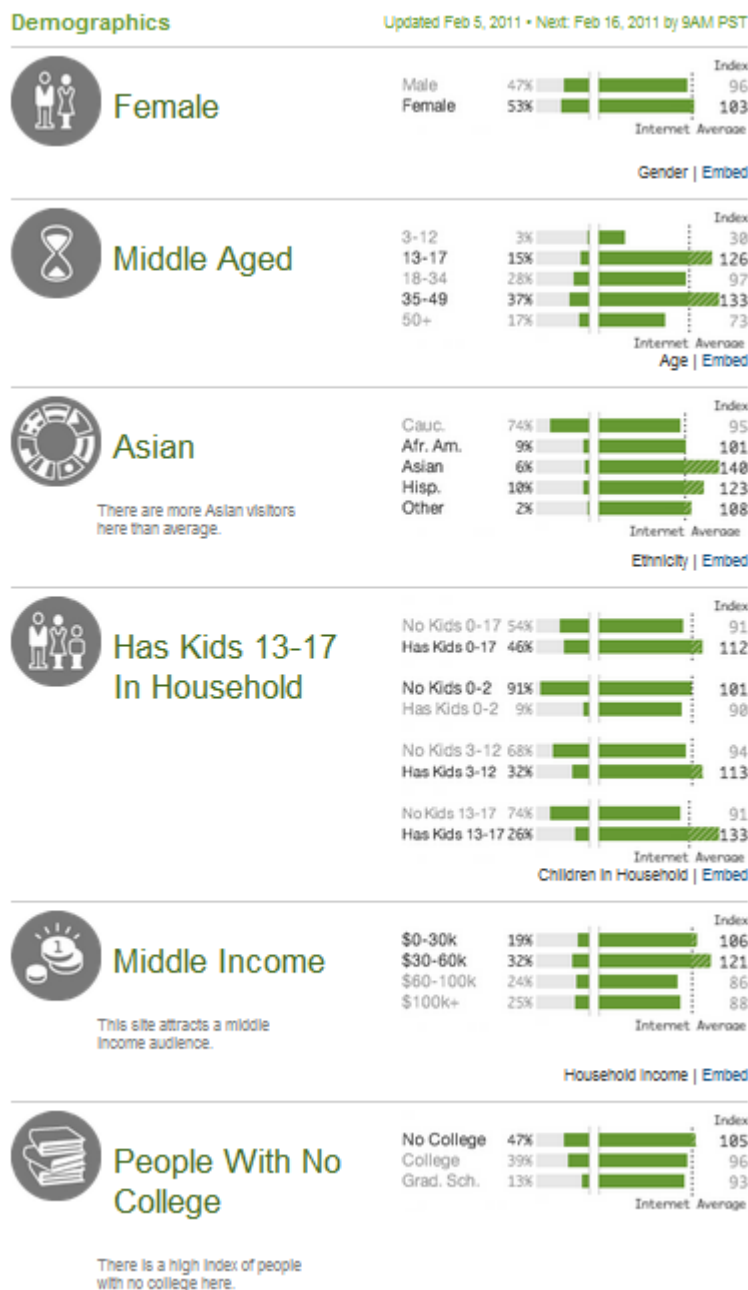 Demographics Updated Feb 5, 2011 • Next: Feb 16, 2011 by 9AM PST
Index
Female
Male 47% 96
Female 53% 103
Internet Average
Gender | Embed
Index
Middle Aged
3-12 3% 30
13-17 15% 126
18-34 28% 97
35-49 37% 133
50+ 17% 73
Internet Average
Age | Embed
Index
Asian
Cauc. 74% 95
Afr. Am. 9% 101
Asian 6% 140
Hisp. 10% 123
Other 2% 108
There are more Asian visitors
here than average.
Internet Average
Ethnicity | Embed
Index
Has Kids 13-17
In Household
No Kids 0-17 54% 91
Has Kids 0-17 46% 112
No Kids 0-2 91% 101
Has Kids 0-2 9% 90
No Kids 3-12 68% 94
Has Kids 3-12 32% 113
No Kids 13-17 74% 91
Has Kids 13-17 26% 133
Internet Average
Children in Household | Embed
Index
1
Middle Income
$0-30k 19% 106
$30-60k 32% 121
$60-100k 24% 86
$100k+ 25% 88
This site attracts a middle
income audience.
Internet Average
Household Income | Embed
Index
People With No
College
No College 47% 105
College 39% 96
Grad. Sch. 13% 93
Internet Average
There is a high index of people
with no college here.